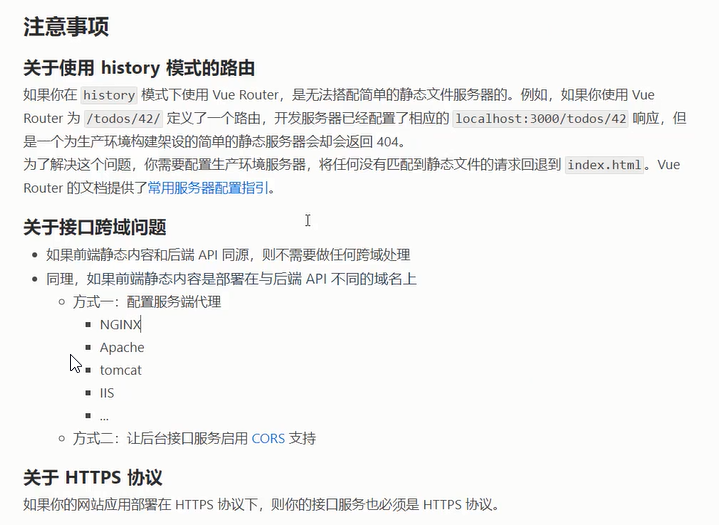 注意事项
关于使用 history 模式的路由
如果你在 history 模式下使用 Vue Router，是无法搭配简单的静态文件服务器的。例如，如果你使用 Vue
Router 为 /todos/42/ 定义了一个路由，开发服务器已经配置了相应的 localhost:3000/todos/42 响应，但
是一个为生产环境构建架设的简单的静态服务器会却会返回 404。
为了解决这个问题，你需要配置生产环境服务器，将任何没有匹配到静态文件的请求回退到 index.html。Vue
Router 的文档提供了常用服务器配置指引。
关于接口跨域问题
• 如果前端静态内容和后端 API 同源，则不需要做任何跨域处理
• 同理，如果前端静态内容是部署在与后端 API 不同的域名上
○ 方式一：配置服务端代理
▪ NGINX
▪ Apache
▪ tomcat
▪ IIS
▪ ...
○ 方式二：让后台接口服务启用 CORS 支持
关于 HTTPS 协议
如果你的网站应用部署在 HTTPS 协议下，则你的接口服务也必须是 HTTPS 协议。